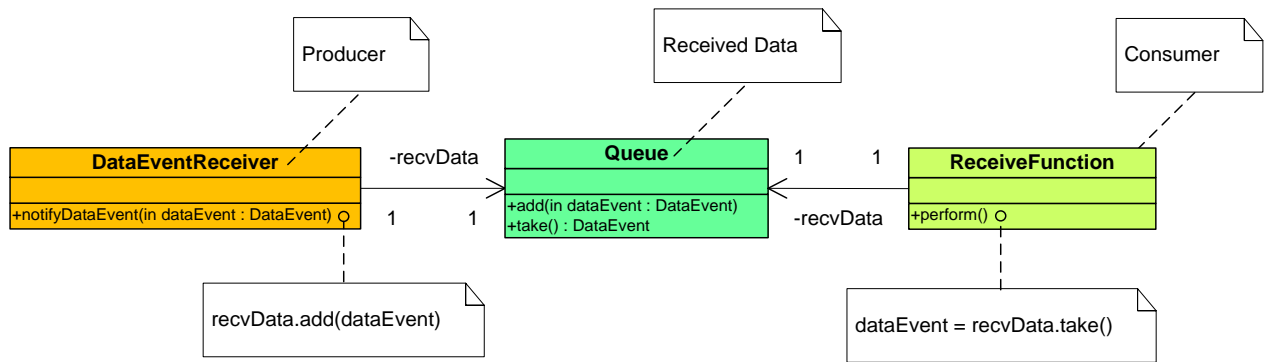 Producer
Received Data
Consumer
DataEventReceiver
+notifyDataEvent(in dataEvent : DataEvent)
-recvData
1
1
Queue
+add(in dataEvent : DataEvent)
+take() : DataEvent
1
1
-recvData
ReceiveFunction
+perform()
recvData.add(dataEvent)
dataEvent = recvData.take()